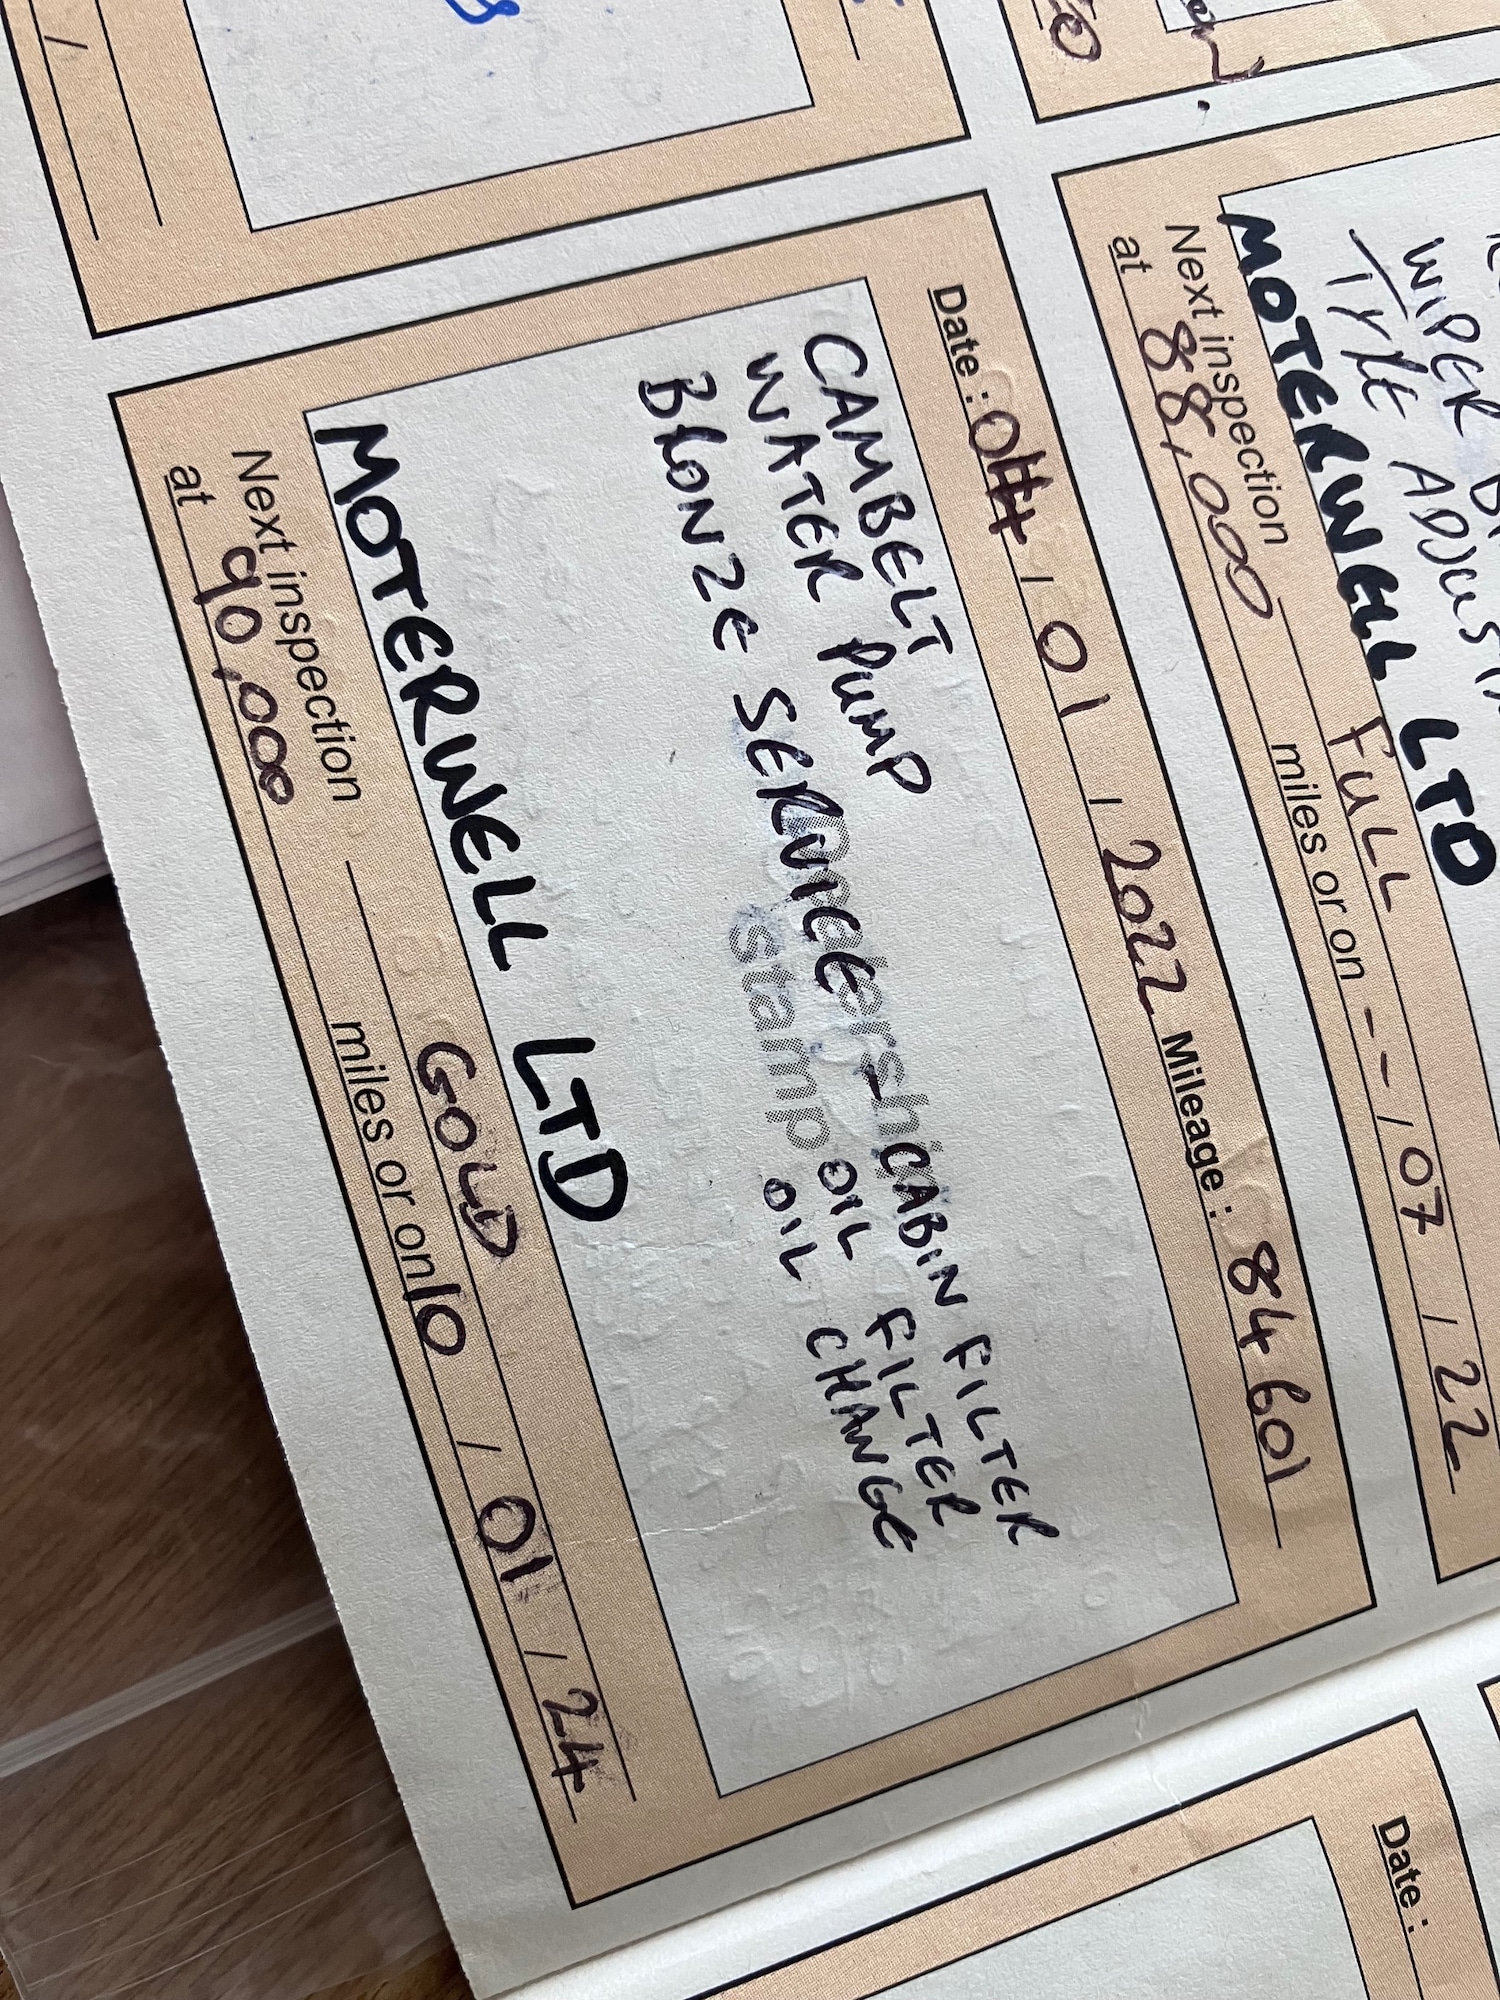 WIPER
TYRE ADJUST
MOTERWELL LTD
Next inspection FULL
at 88,000 miles or on -- / 07 / 22
Date : 04 / 01 / 2022 Mileage : 84601
CAMBELT
WATER PUMP
BRONZE SERVICE - CABIN FILTER
OIL FILTER
OIL CHANGE
stamp
MOTERWELL LTD
Next inspection GOLD
at 90,000 miles or on 10 / 01 / 24
Date :